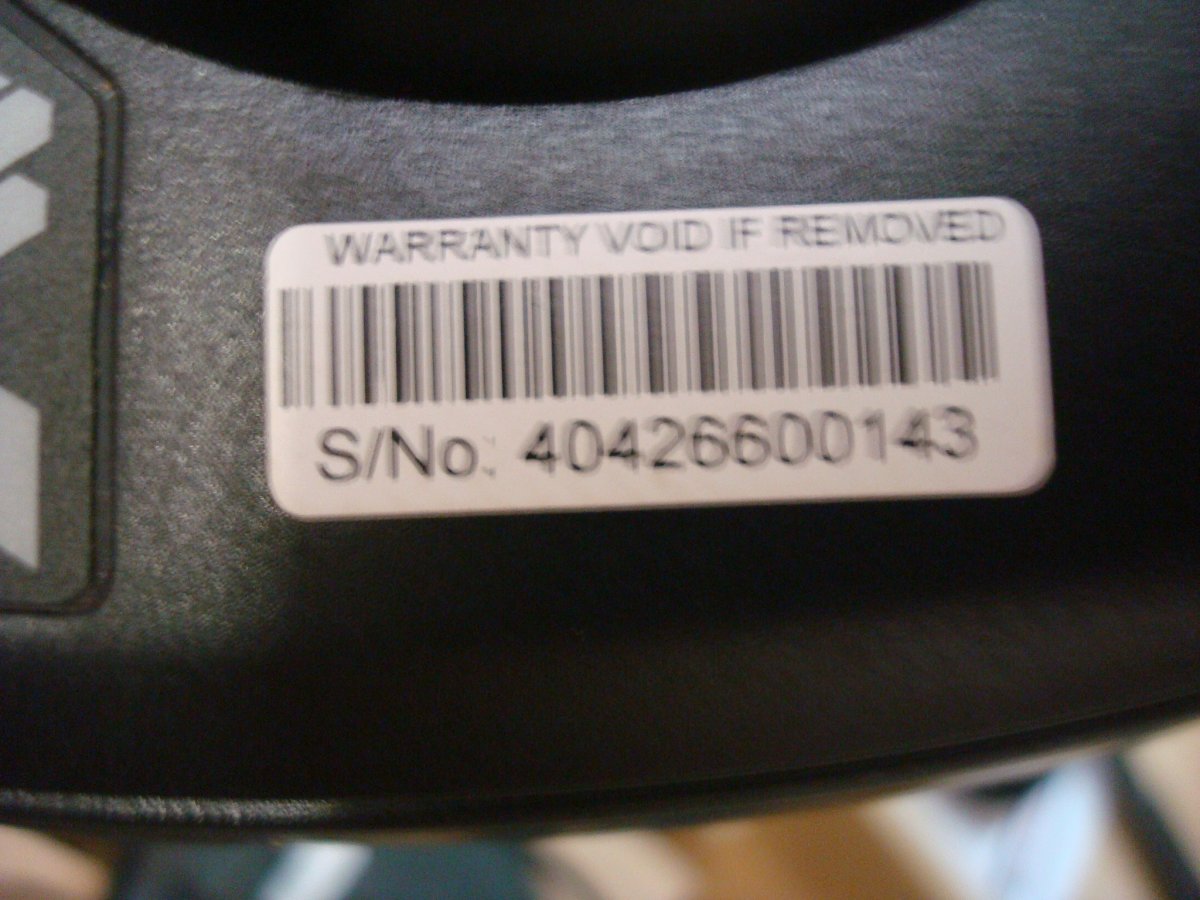 WARRANTY VOID IF REMOVED
S/No: 40426600143